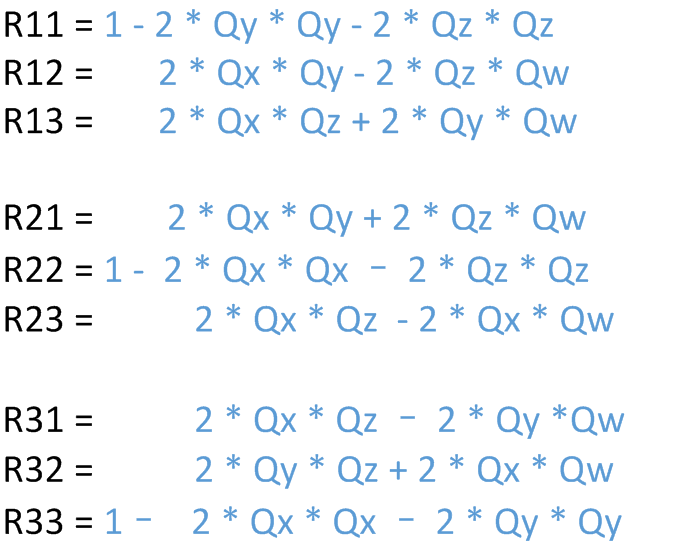 R11 = 1 - 2 * Qy * Qy - 2 * Qz * Qz
R12 = 2 * Qx * Qy - 2 * Qz * Qw
R13 = 2 * Qx * Qz + 2 * Qy * Qw
R21 = 2 * Qx * Qy + 2 * Qz * Qw
R22 = 1 - 2 * Qx * Qx – 2 * Qz * Qz
R23 = 2 * Qx * Qz - 2 * Qx * Qw
R31 = 2 * Qx * Qz – 2 * Qy *Qw
R32 = 2 * Qy * Qz + 2 * Qx * Qw
R33 = 1 – 2 * Qx * Qx – 2 * Qy * Qy